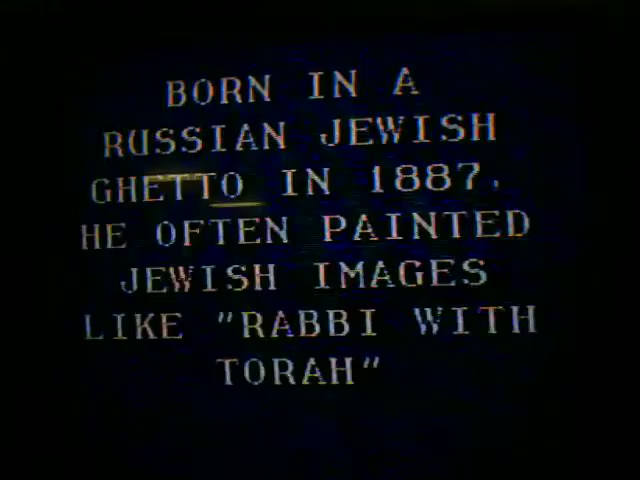 BORN IN A
RUSSIAN JEWISH
GHETTO IN 1887,
HE OFTEN PAINTED
JEWISH IMAGES
LIKE "RABBI WITH
TORAH"